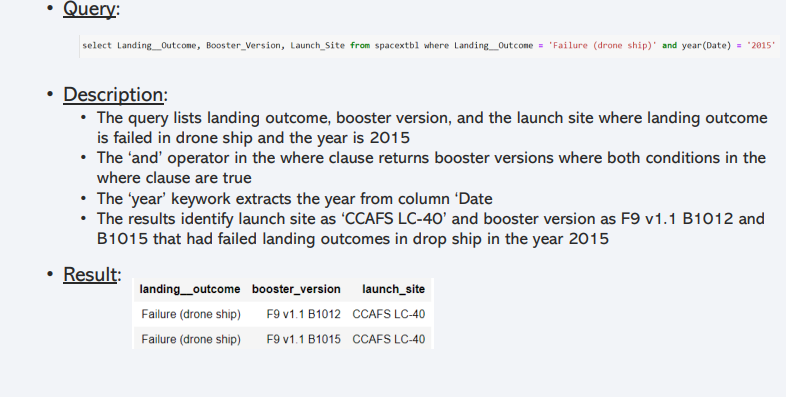 • Query:
select Landing__Outcome, Booster_Version, Launch_Site from spacextbl where Landing__Outcome = 'Failure (drone ship)' and year(Date) = '2015'
• Description:
• The query lists landing outcome, booster version, and the launch site where landing outcome
is failed in drone ship and the year is 2015
• The ‘and’ operator in the where clause returns booster versions where both conditions in the
where clause are true
• The ‘year’ keywork extracts the year from column ‘Date
• The results identify launch site as ‘CCAFS LC-40’ and booster version as F9 v1.1 B1012 and
B1015 that had failed landing outcomes in drop ship in the year 2015
• Result:
landing__outcome booster_version launch_site
Failure (drone ship) F9 v1.1 B1012 CCAFS LC-40
Failure (drone ship) F9 v1.1 B1015 CCAFS LC-40